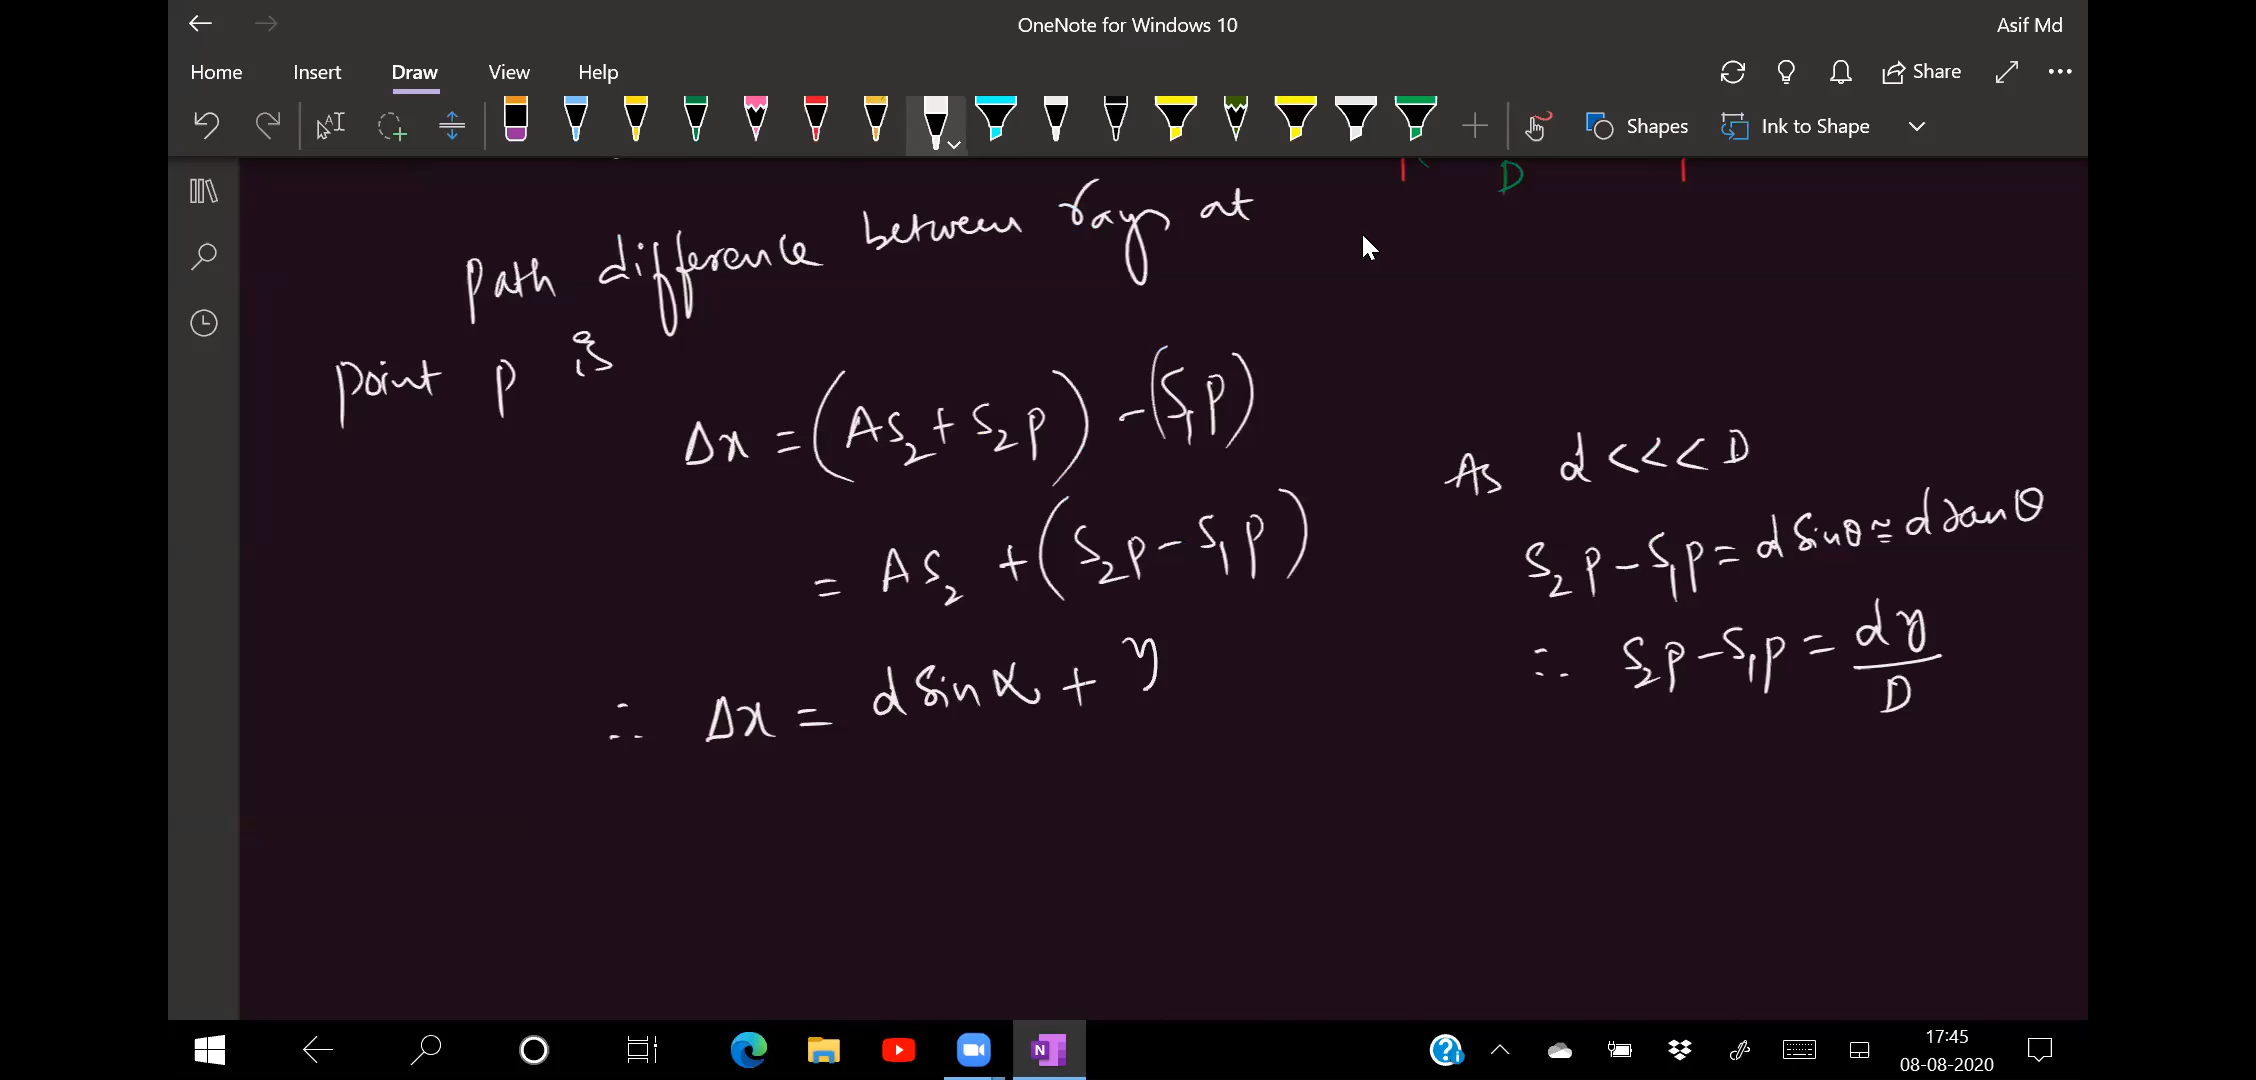 OneNote for Windows 10
Asif Md
Home Insert Draw View Help
Share
Shapes Ink to Shape
D
Path difference between rays at
point p is
Δx = (AS₂ + S₂p) - (S₁p)
= AS₂ + (S₂p - S₁p)
∴ Δx = d sin α + y
As d <<< D
S₂p - S₁p = d sin θ ≈ d tan θ
∴ S₂p - S₁p = dy/D
17:45
08-08-2020